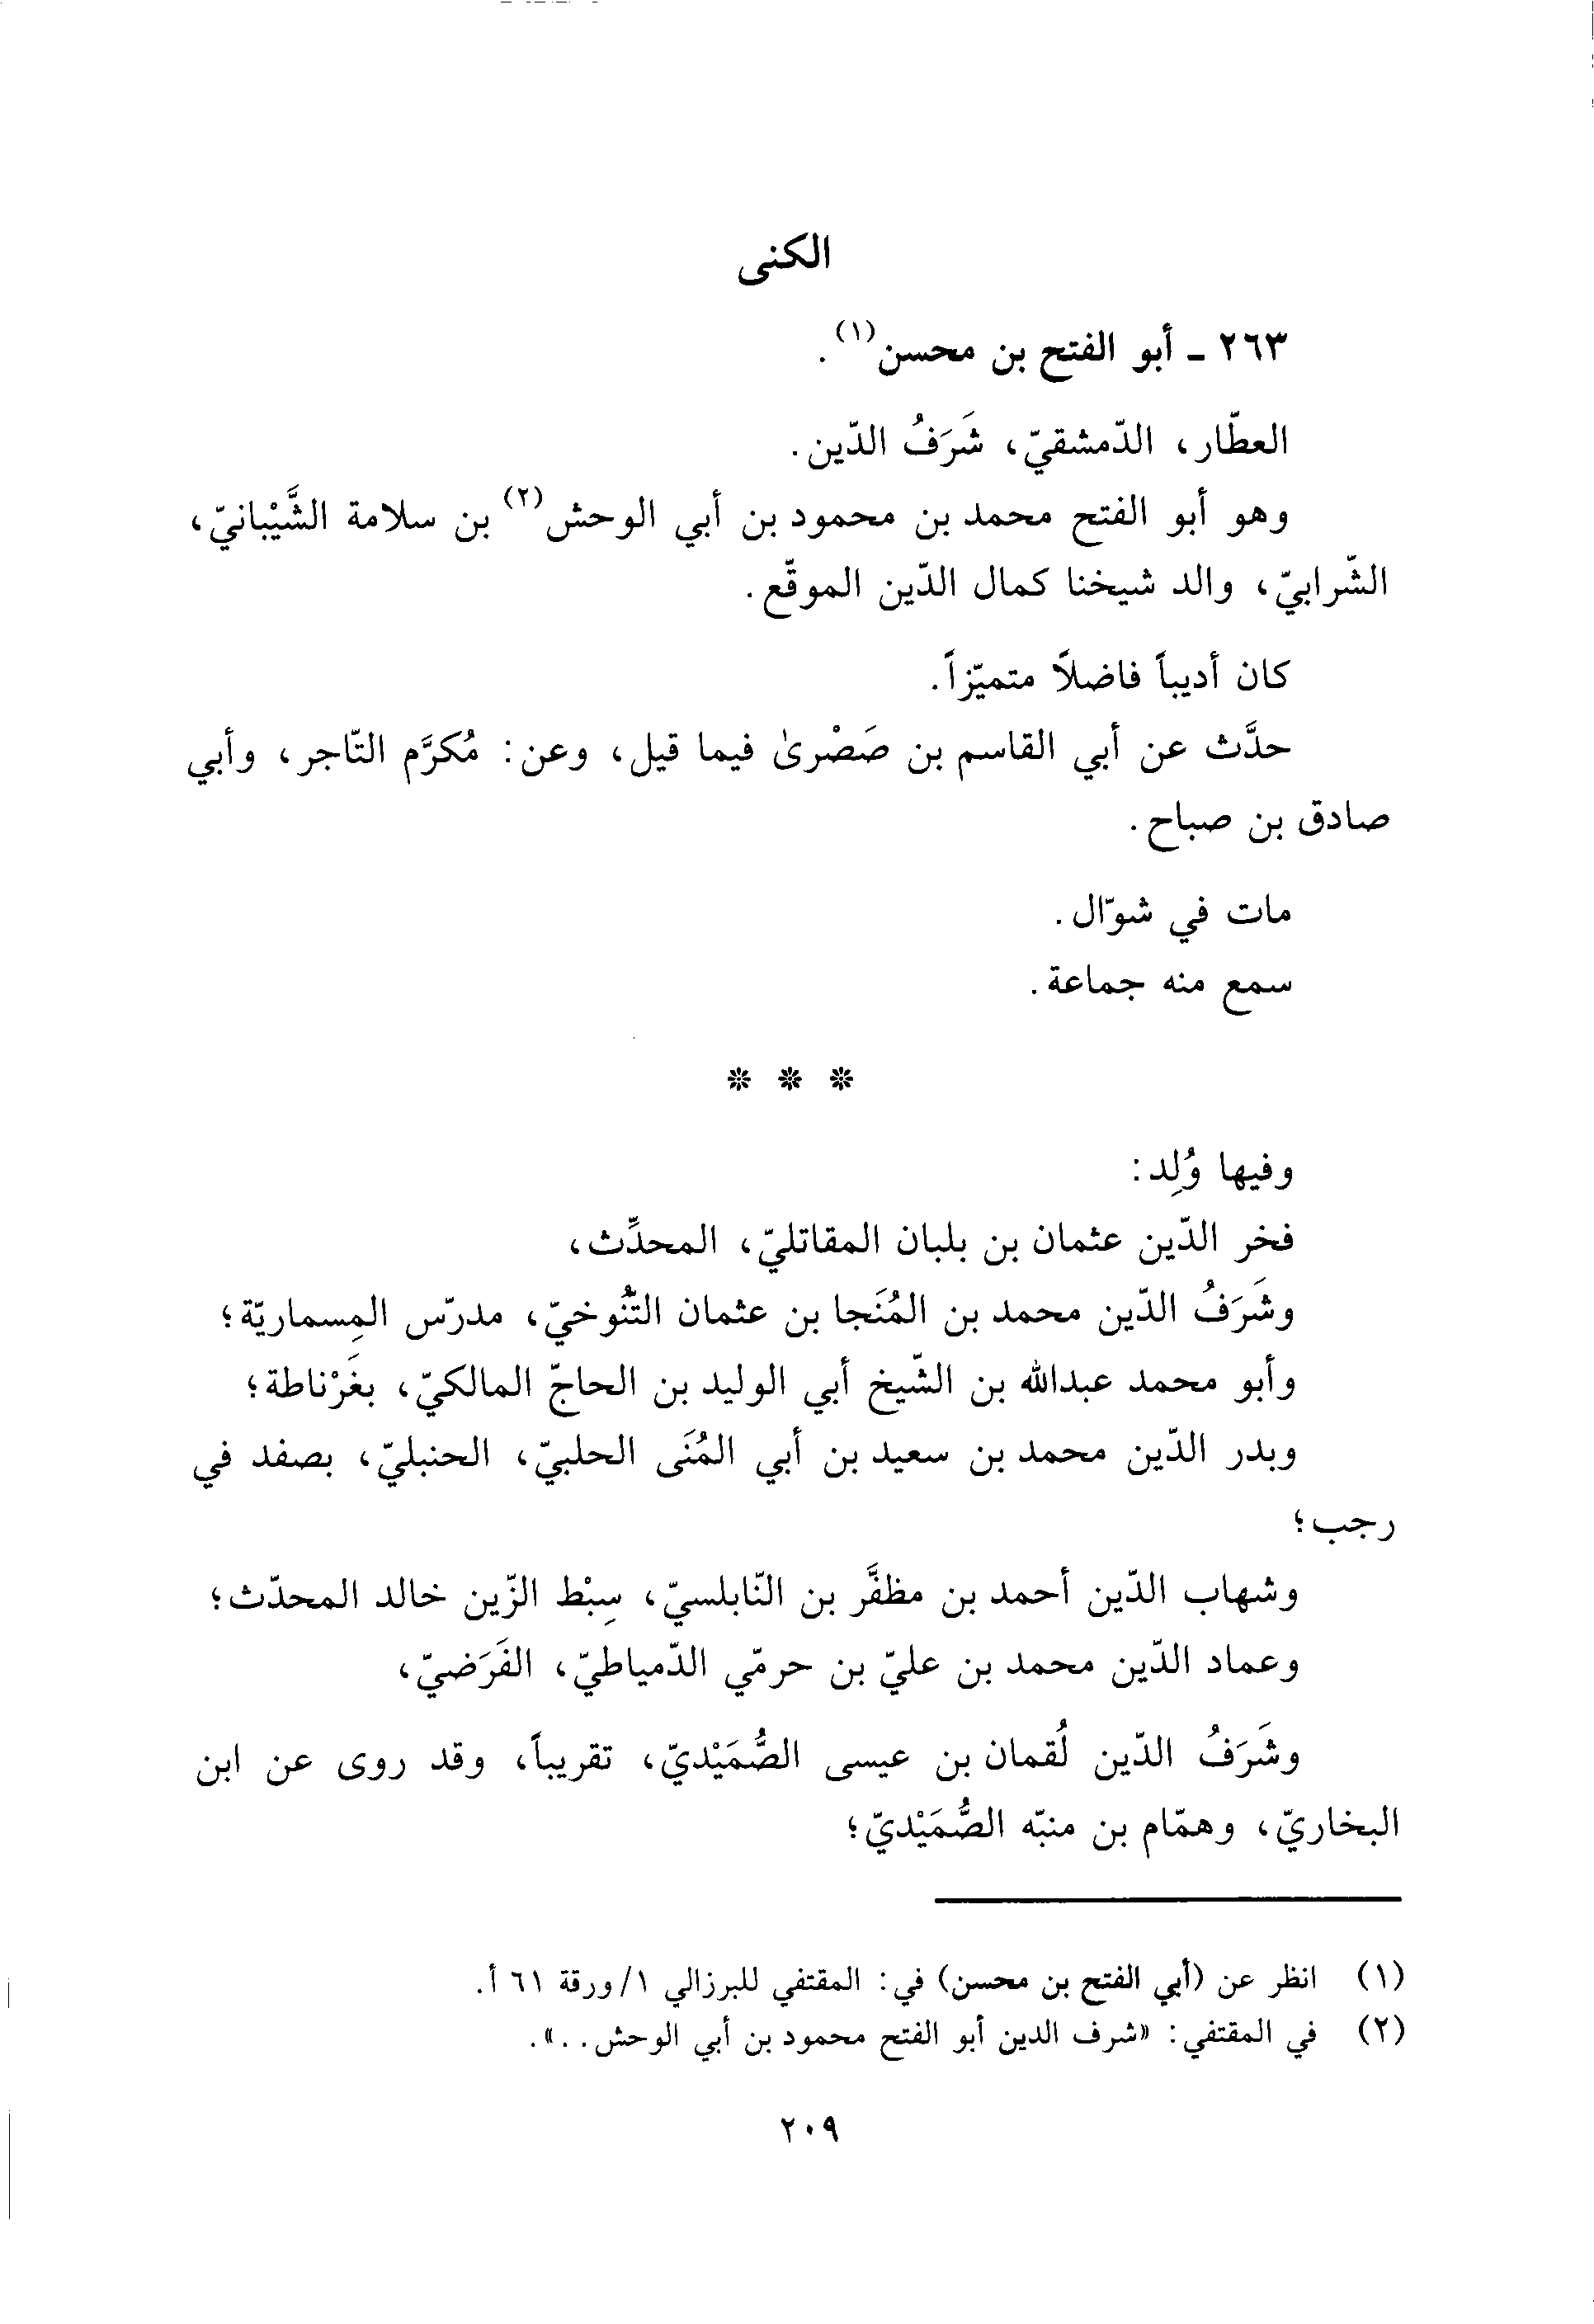 الكنى
٢٦٣ - أبو الفتح بن محسن(١).
العطّار، الدّمشقيّ، شَرَفُ الدّين.
وهو أبو الفتح محمد بن محمود بن أبي الوحش(٢) بن سلامة الشَّيْبانيّ،
الشّرابيّ، والد شيخنا كمال الدّين الموقّع.
كان أديباً فاضلاً متميّزاً.
حدَّث عن أبي القاسم بن صَصْرىٰ فيما قيل، وعن: مُكرَّم التّاجر، وأبي
صادق بن صباح.
مات في شوّال.
سمع منه جماعة.
* * *
وفيها وُلِد:
فخر الدّين عثمان بن بلبان المقاتليّ، المحدِّث،
وشَرَفُ الدّين محمد بن المُنَجا بن عثمان التّنُوخيّ، مدرّس المِسماريّة؛
وأبو محمد عبدالله بن الشّيخ أبي الوليد بن الحاجّ المالكيّ، بغَرْناطة؛
وبدر الدّين محمد بن سعيد بن أبي المُنَى الحلبيّ، الحنبليّ، بصفد في
رجب؛
وشهاب الدّين أحمد بن مظفَّر بن النّابلسيّ، سِبْط الزّين خالد المحدّث؛
وعماد الدّين محمد بن عليّ بن حرمّي الدّمياطيّ، الفَرَضيّ،
وشَرَفُ الدّين لُقمان بن عيسى الصُّمَيْديّ، تقريباً، وقد روى عن ابن
البخاريّ، وهمّام بن منبّه الصُّمَيْديّ؛
(١) انظر عن (أبي الفتح بن محسن) في: المقتفي للبرزالي ١/ورقة ٦١ أ.
(٢) في المقتفي: «شرف الدين أبو الفتح محمود بن أبي الوحش..».
٢٠٩